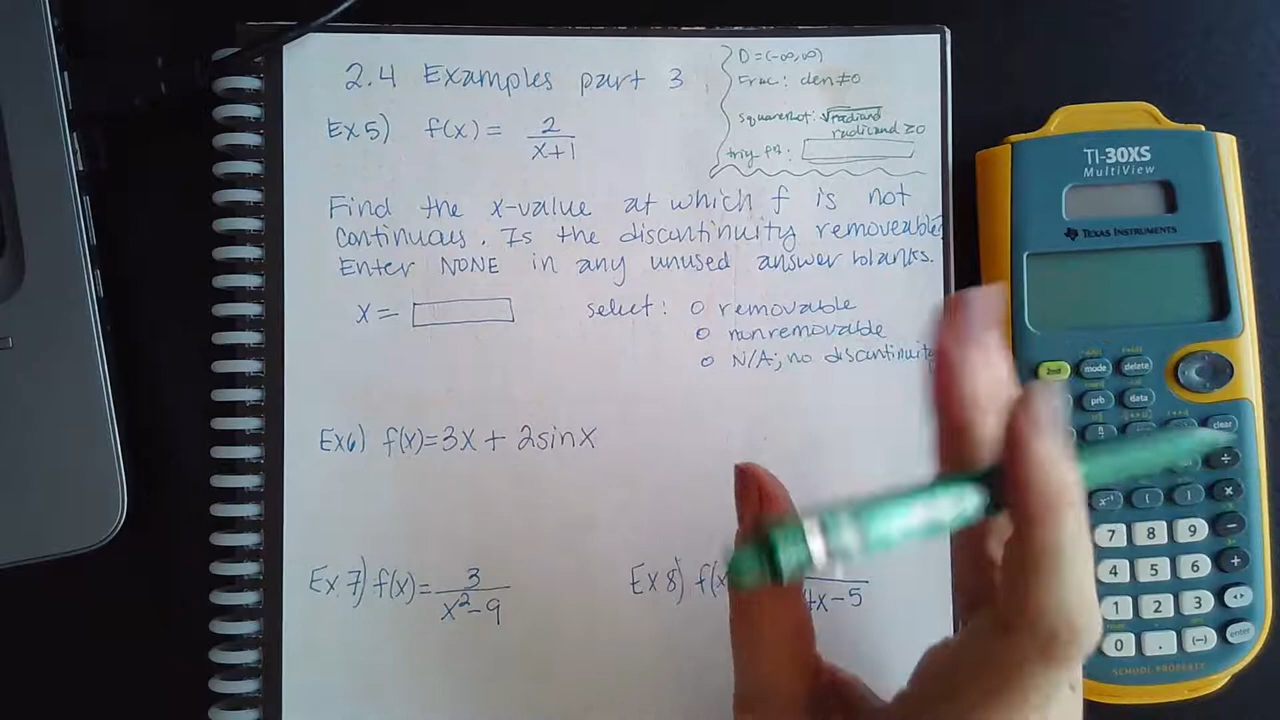 2.4 Examples part 3
D = (-∞,∞)
Frac: den≠0
squareroot: √radicand
radicand ≥0
trig fn:
Ex 5) f(x) = 2/(x+1)
Find the x-value at which f is not
continuous. Is the discontinuity removeable?
Enter NONE in any unused answer blanks.
x =
select: o removable
o nonremovable
o N/A; no discontinuity
Ex6) f(x)=3x + 2sinx
Ex 7) f(x)= 3/(x²-9)
Ex 8) f(x
4x-5
TI-30XS
MultiView
TEXAS INSTRUMENTS
2nd mode delete
prb data
clear
÷
x⁻¹ ( ) ×
7 8 9 −
4 5 6 +
1 2 3
0 . (−) enter
SCHOOL PROPERTY